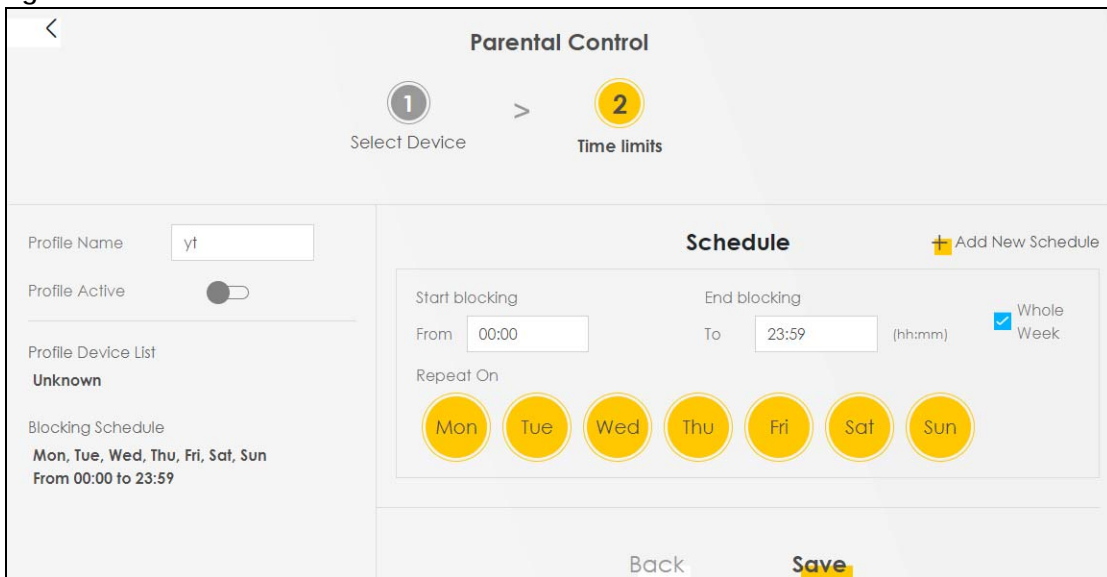 Parental Control
1 > 2
Select Device Time limits
Profile Name yt
Profile Active
Profile Device List
Unknown
Blocking Schedule
Mon, Tue, Wed, Thu, Fri, Sat, Sun
From 00:00 to 23:59
Schedule + Add New Schedule
Start blocking End blocking
From 00:00 To 23:59 (hh:mm) Whole
Week
Repeat On
Mon Tue Wed Thu Fri Sat Sun
Back Save